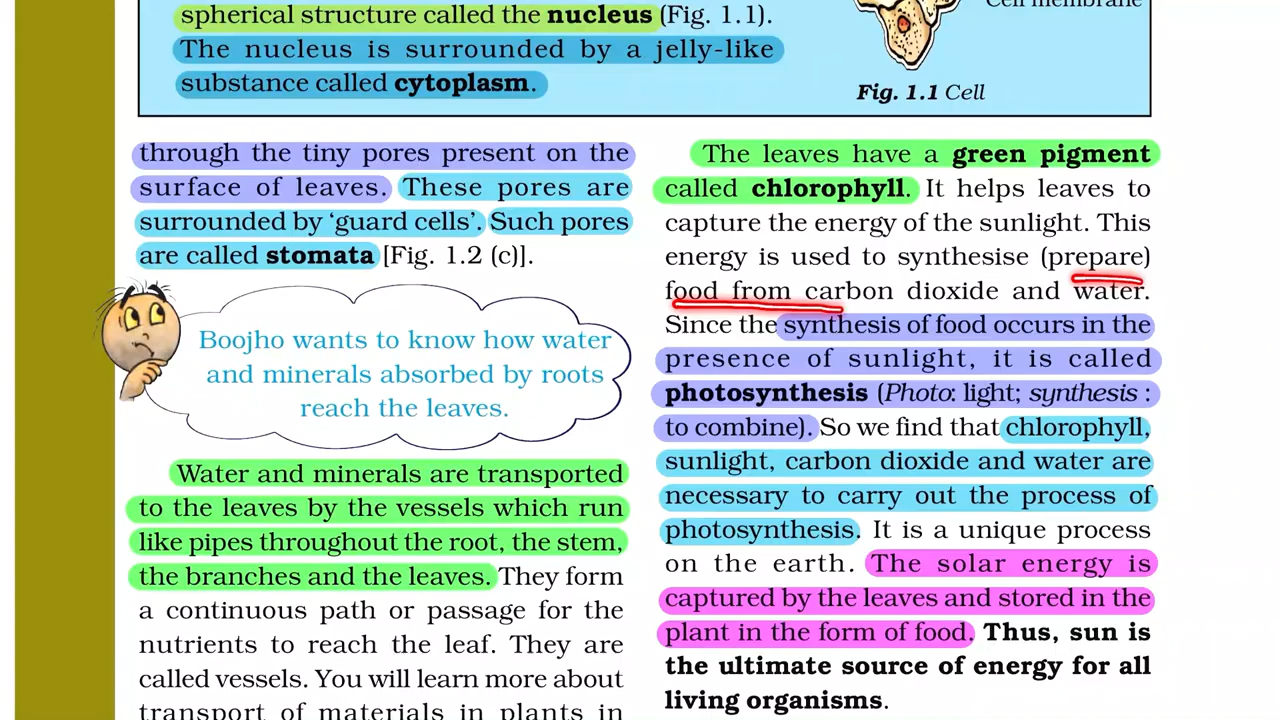 spherical structure called the nucleus (Fig. 1.1).
The nucleus is surrounded by a jelly-like
substance called cytoplasm.
Cell membrane
Fig. 1.1 Cell
through the tiny pores present on the
surface of leaves. These pores are
surrounded by ‘guard cells’. Such pores
are called stomata [Fig. 1.2 (c)].
Boojho wants to know how water
and minerals absorbed by roots
reach the leaves.
Water and minerals are transported
to the leaves by the vessels which run
like pipes throughout the root, the stem,
the branches and the leaves. They form
a continuous path or passage for the
nutrients to reach the leaf. They are
called vessels. You will learn more about
transport of materials in plants in
The leaves have a green pigment
called chlorophyll. It helps leaves to
capture the energy of the sunlight. This
energy is used to synthesise (prepare)
food from carbon dioxide and water.
Since the synthesis of food occurs in the
presence of sunlight, it is called
photosynthesis (Photo: light; synthesis :
to combine). So we find that chlorophyll,
sunlight, carbon dioxide and water are
necessary to carry out the process of
photosynthesis. It is a unique process
on the earth. The solar energy is
captured by the leaves and stored in the
plant in the form of food. Thus, sun is
the ultimate source of energy for all
living organisms.